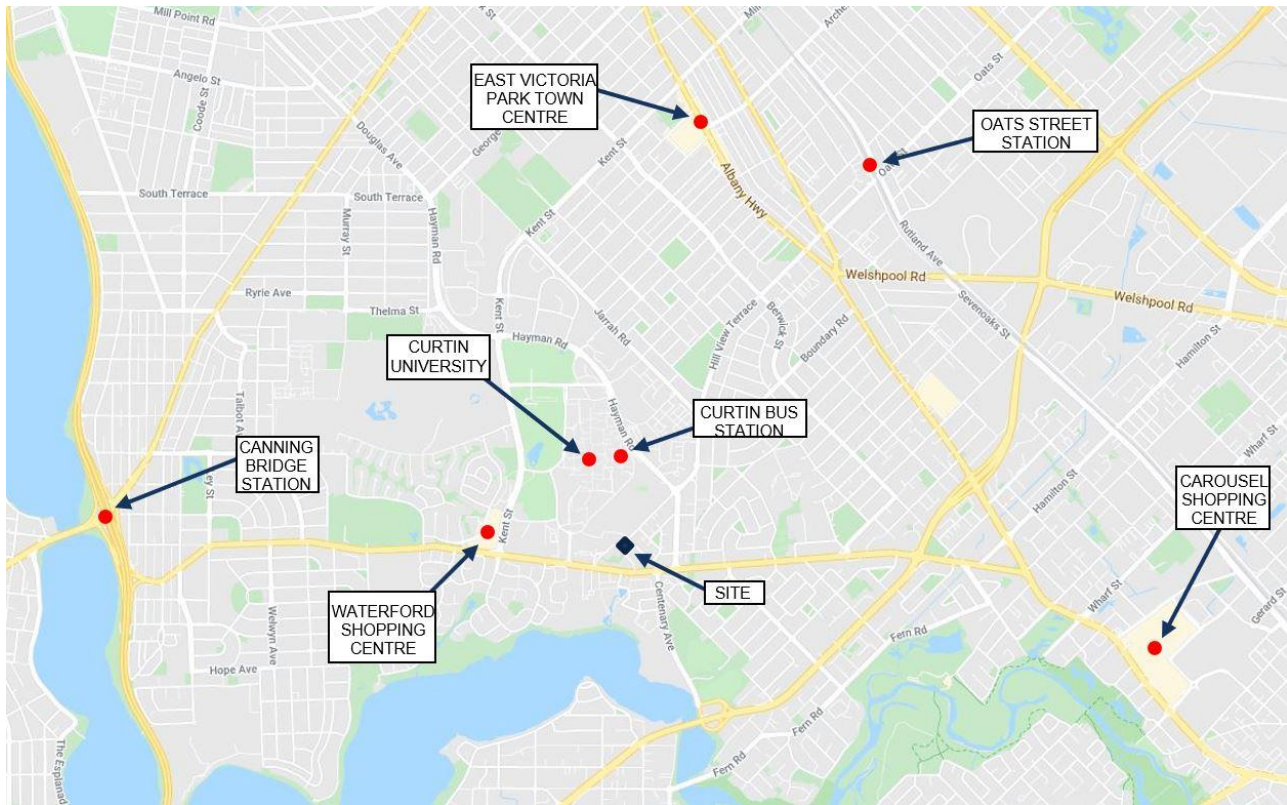 Mill Point Rd
Angelo St
Coode St
Douglas Ave
George
Kent St
EAST VICTORIA
PARK TOWN
CENTRE
Oats St
OATS STREET
STATION
Albany Hwy
South Terrace
South Terrace
Murray St
Hayman Rd
Kent St
Rutland Ave
Welshpool Rd
Welshpool Rd
Sevenoaks St
Hamilton St
Ryrie Ave
Thelma St
Kent St
Hayman Rd
Jarrah Rd
Hill View Terrace
Berwick St
Boundary Rd
CURTIN
UNIVERSITY
Talbot A
Hayman Rd
CURTIN BUS
STATION
CANNING
BRIDGE
STATION
ley St
Kent St
Hamilton St
Wharf St
CAROUSEL
SHOPPING
CENTRE
WATERFORD
SHOPPING
CENTRE
SITE
Centenary Ave
Wharf St
Gerard St
Welwyn Ave
Hope Ave
Fern Rd
Fern Rd
Fern Rd
The Esplanad